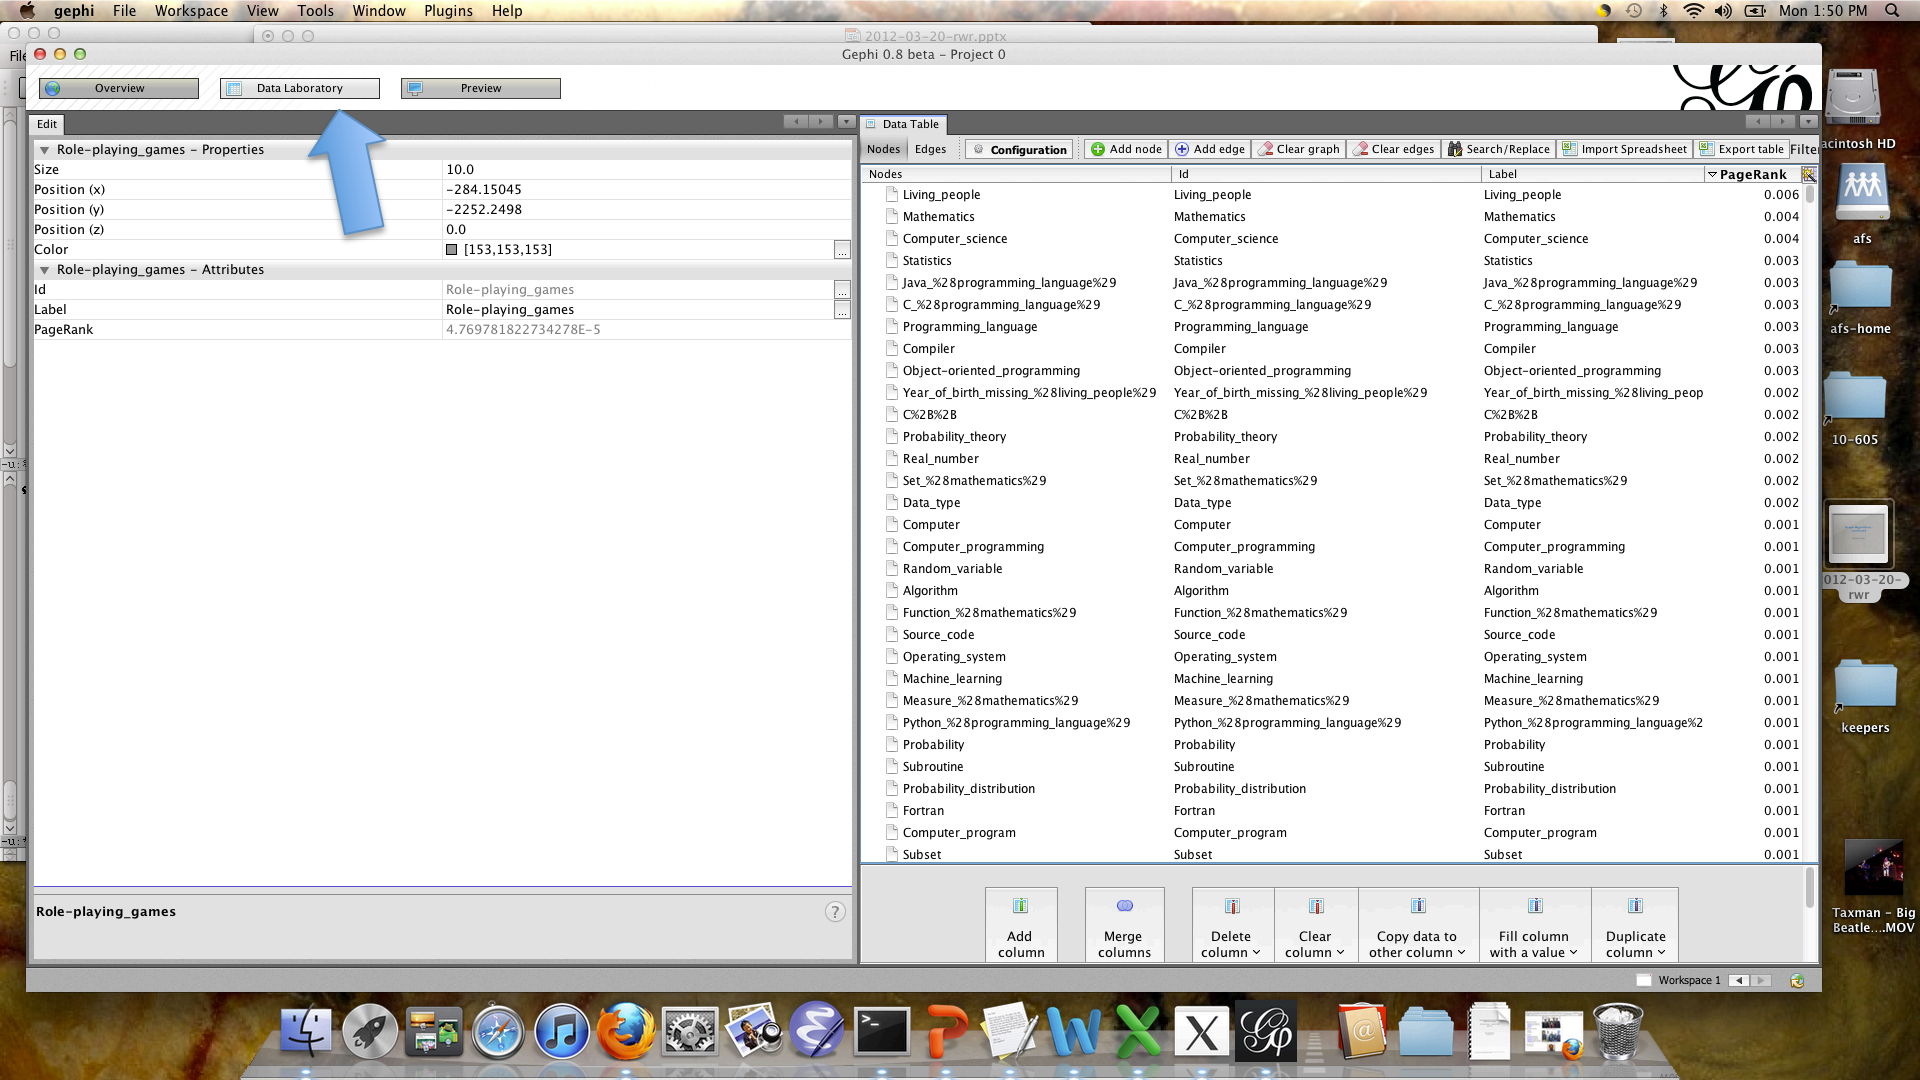 gephi File Workspace View Tools Window Plugins Help Mon 1:50 PM
2012-03-20-rwr.pptx
Gephi 0.8 beta – Project 0
Overview Data Laboratory Preview
Edit
Role-playing_games – Properties
Size 10.0
Position (x) -284.15045
Position (y) -2252.2498
Position (z) 0.0
Color [153,153,153] ...
Role-playing_games – Attributes
Id Role-playing_games ...
Label Role-playing_games ...
PageRank 4.769781822734278E-5
Role-playing_games ?
Data Table
Nodes Edges Configuration Add node Add edge Clear graph Clear edges Search/Replace Import Spreadsheet Export table Filter
Nodes Id Label PageRank
Living_people Living_people Living_people 0.006
Mathematics Mathematics Mathematics 0.004
Computer_science Computer_science Computer_science 0.004
Statistics Statistics Statistics 0.003
Java_%28programming_language%29 Java_%28programming_language%29 Java_%28programming_language%29 0.003
C_%28programming_language%29 C_%28programming_language%29 C_%28programming_language%29 0.003
Programming_language Programming_language Programming_language 0.003
Compiler Compiler Compiler 0.003
Object-oriented_programming Object-oriented_programming Object-oriented_programming 0.003
Year_of_birth_missing_%28living_people%29 Year_of_birth_missing_%28living_people%29 Year_of_birth_missing_%28living_peop 0.002
C%2B%2B C%2B%2B C%2B%2B 0.002
Probability_theory Probability_theory Probability_theory 0.002
Real_number Real_number Real_number 0.002
Set_%28mathematics%29 Set_%28mathematics%29 Set_%28mathematics%29 0.002
Data_type Data_type Data_type 0.002
Computer Computer Computer 0.001
Computer_programming Computer_programming Computer_programming 0.001
Random_variable Random_variable Random_variable 0.001
Algorithm Algorithm Algorithm 0.001
Function_%28mathematics%29 Function_%28mathematics%29 Function_%28mathematics%29 0.001
Source_code Source_code Source_code 0.001
Operating_system Operating_system Operating_system 0.001
Machine_learning Machine_learning Machine_learning 0.001
Measure_%28mathematics%29 Measure_%28mathematics%29 Measure_%28mathematics%29 0.001
Python_%28programming_language%29 Python_%28programming_language%29 Python_%28programming_language%2 0.001
Probability Probability Probability 0.001
Subroutine Subroutine Subroutine 0.001
Probability_distribution Probability_distribution Probability_distribution 0.001
Fortran Fortran Fortran 0.001
Computer_program Computer_program Computer_program 0.001
Subset Subset Subset 0.001
Add column
Merge columns
Delete column
Clear column
Copy data to other column
Fill column with a value
Duplicate column
Workspace 1
acintosh HD
afs
afs-home
10-605
012-03-20-
rwr
keepers
Taxman – Big
Beatle....MOV